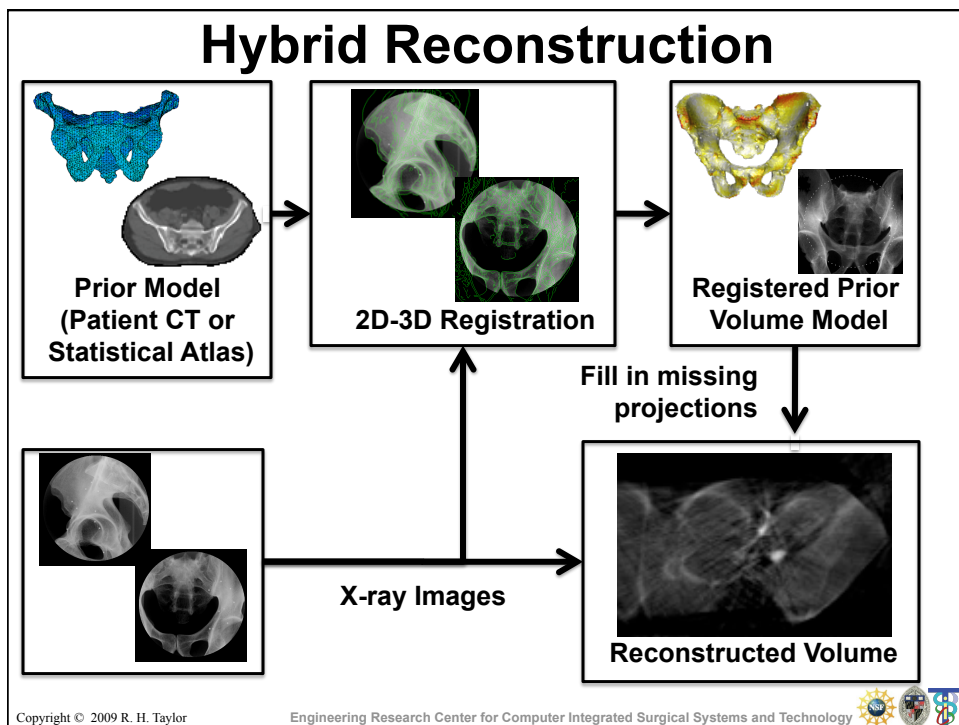 Hybrid Reconstruction
Prior Model
(Patient CT or
Statistical Atlas)
2D-3D Registration
Registered Prior
Volume Model
Fill in missing
projections
X-ray Images
Reconstructed Volume
Copyright © 2009 R. H. Taylor
Engineering Research Center for Computer Integrated Surgical Systems and Technology
NSF